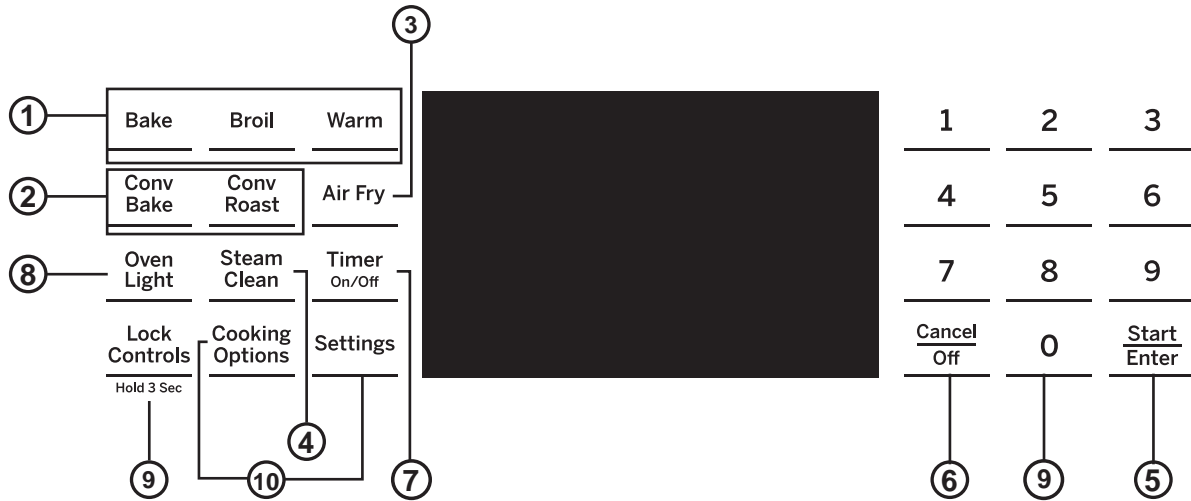 3
1
Bake Broil Warm
1 2 3
2
Conv
Bake
Conv
Roast
Air Fry
4 5 6
8
Oven
Light
Steam
Clean
Timer
On/Off
7 8 9
Lock
Controls
Hold 3 Sec
Cooking
Options
Settings
Cancel
Off
0
Start
Enter
4
9
10
7
6
9
5